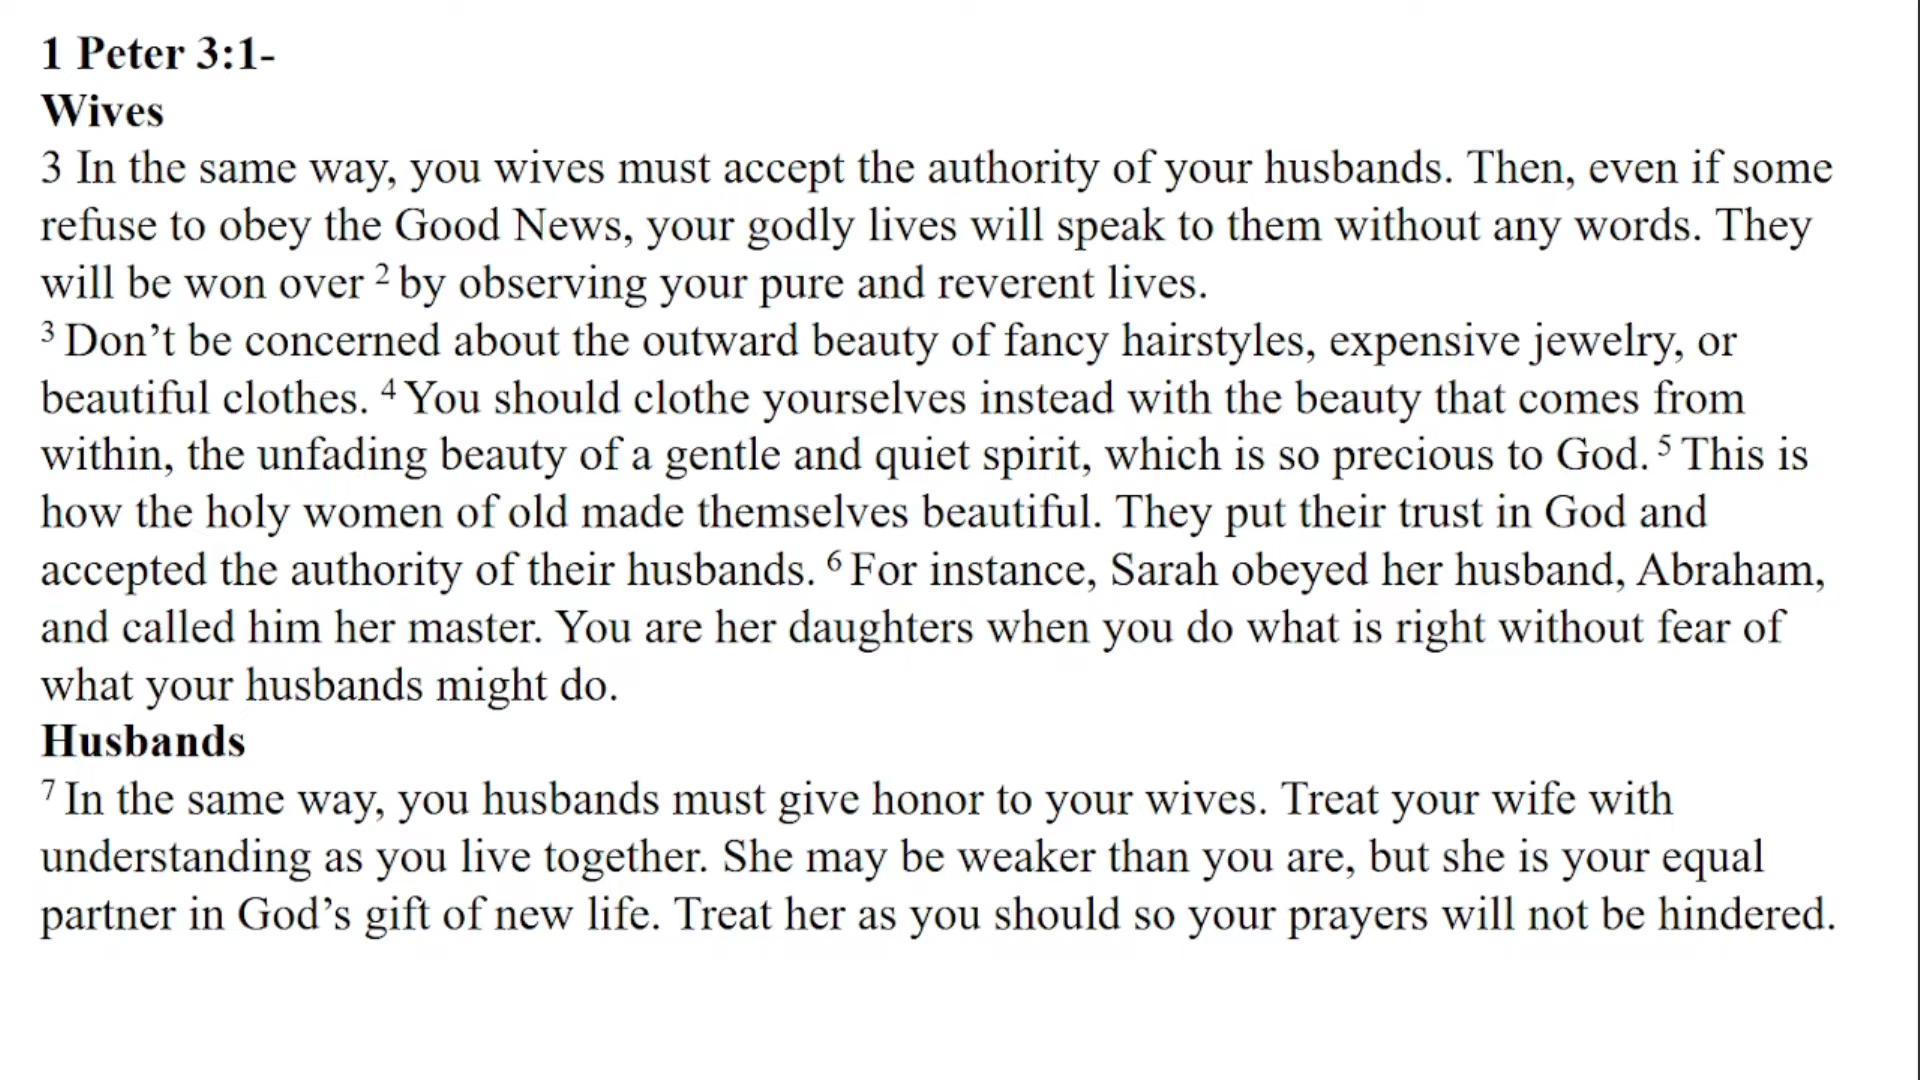 1 Peter 3:1-
Wives
3 In the same way, you wives must accept the authority of your husbands. Then, even if some
refuse to obey the Good News, your godly lives will speak to them without any words. They
will be won over ² by observing your pure and reverent lives.
³ Don’t be concerned about the outward beauty of fancy hairstyles, expensive jewelry, or
beautiful clothes. ⁴ You should clothe yourselves instead with the beauty that comes from
within, the unfading beauty of a gentle and quiet spirit, which is so precious to God. ⁵ This is
how the holy women of old made themselves beautiful. They put their trust in God and
accepted the authority of their husbands. ⁶ For instance, Sarah obeyed her husband, Abraham,
and called him her master. You are her daughters when you do what is right without fear of
what your husbands might do.
Husbands
⁷ In the same way, you husbands must give honor to your wives. Treat your wife with
understanding as you live together. She may be weaker than you are, but she is your equal
partner in God’s gift of new life. Treat her as you should so your prayers will not be hindered.